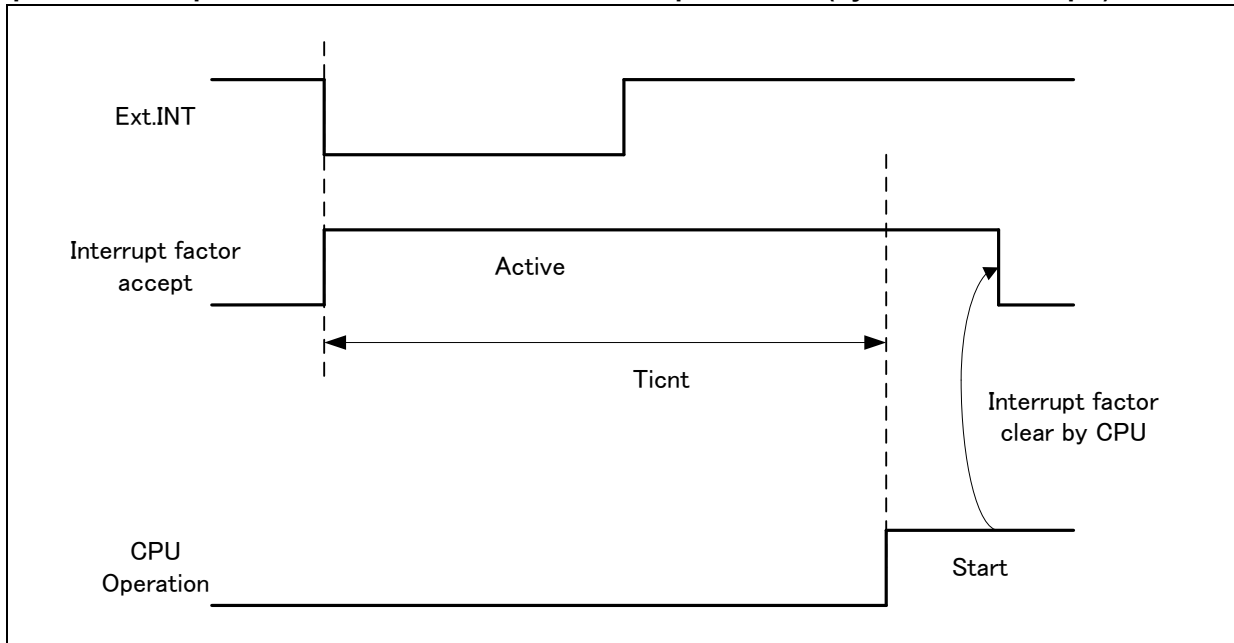 Ext.INT
Interrupt factor
accept
Active
Ticnt
Interrupt factor
clear by CPU
CPU
Operation
Start